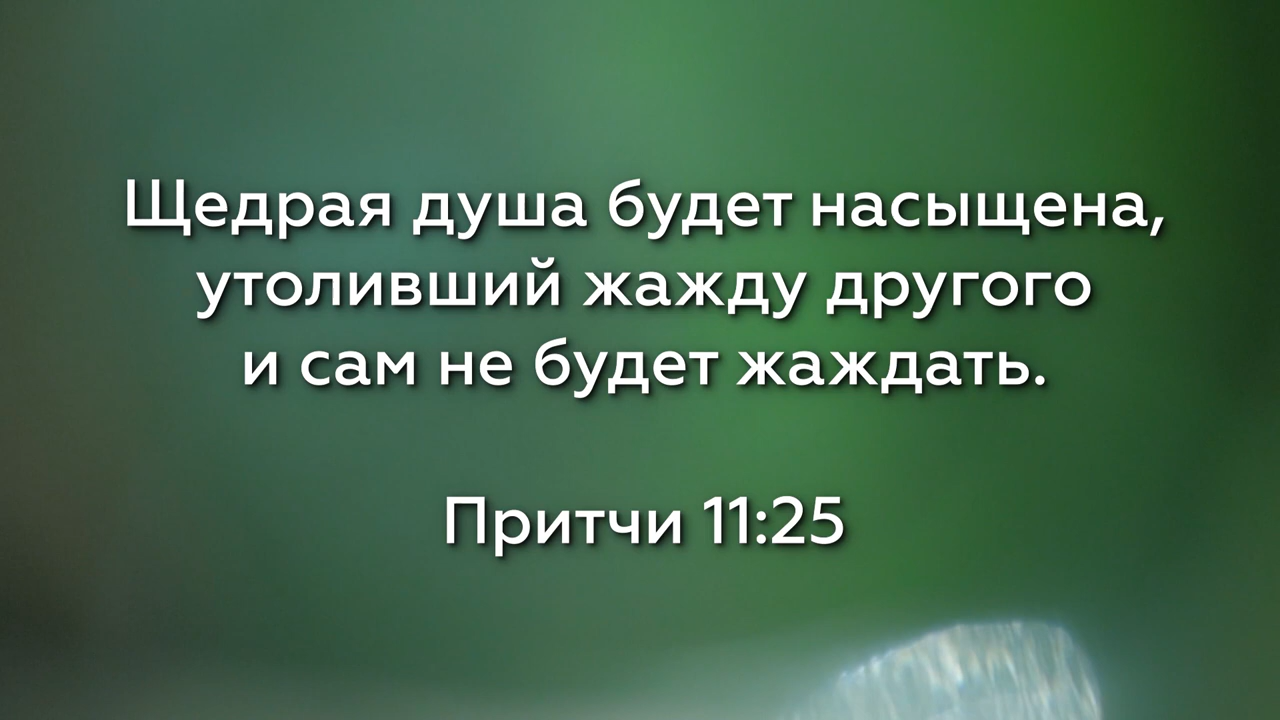 Щедрая душа будет насыщена,
утоливший жажду другого
и сам не будет жаждать.
Притчи 11:25